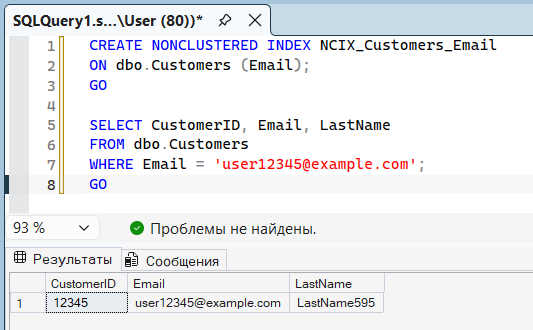 SQLQuery1.s...\User (80))*
1 CREATE NONCLUSTERED INDEX NCIX_Customers_Email
2 ON dbo.Customers (Email);
3 GO
4
5 SELECT CustomerID, Email, LastName
6 FROM dbo.Customers
7 WHERE Email = 'user12345@example.com';
8 GO
93 % Проблемы не найдены.
Результаты Сообщения
CustomerID Email LastName
1 12345 user12345@example.com LastName595